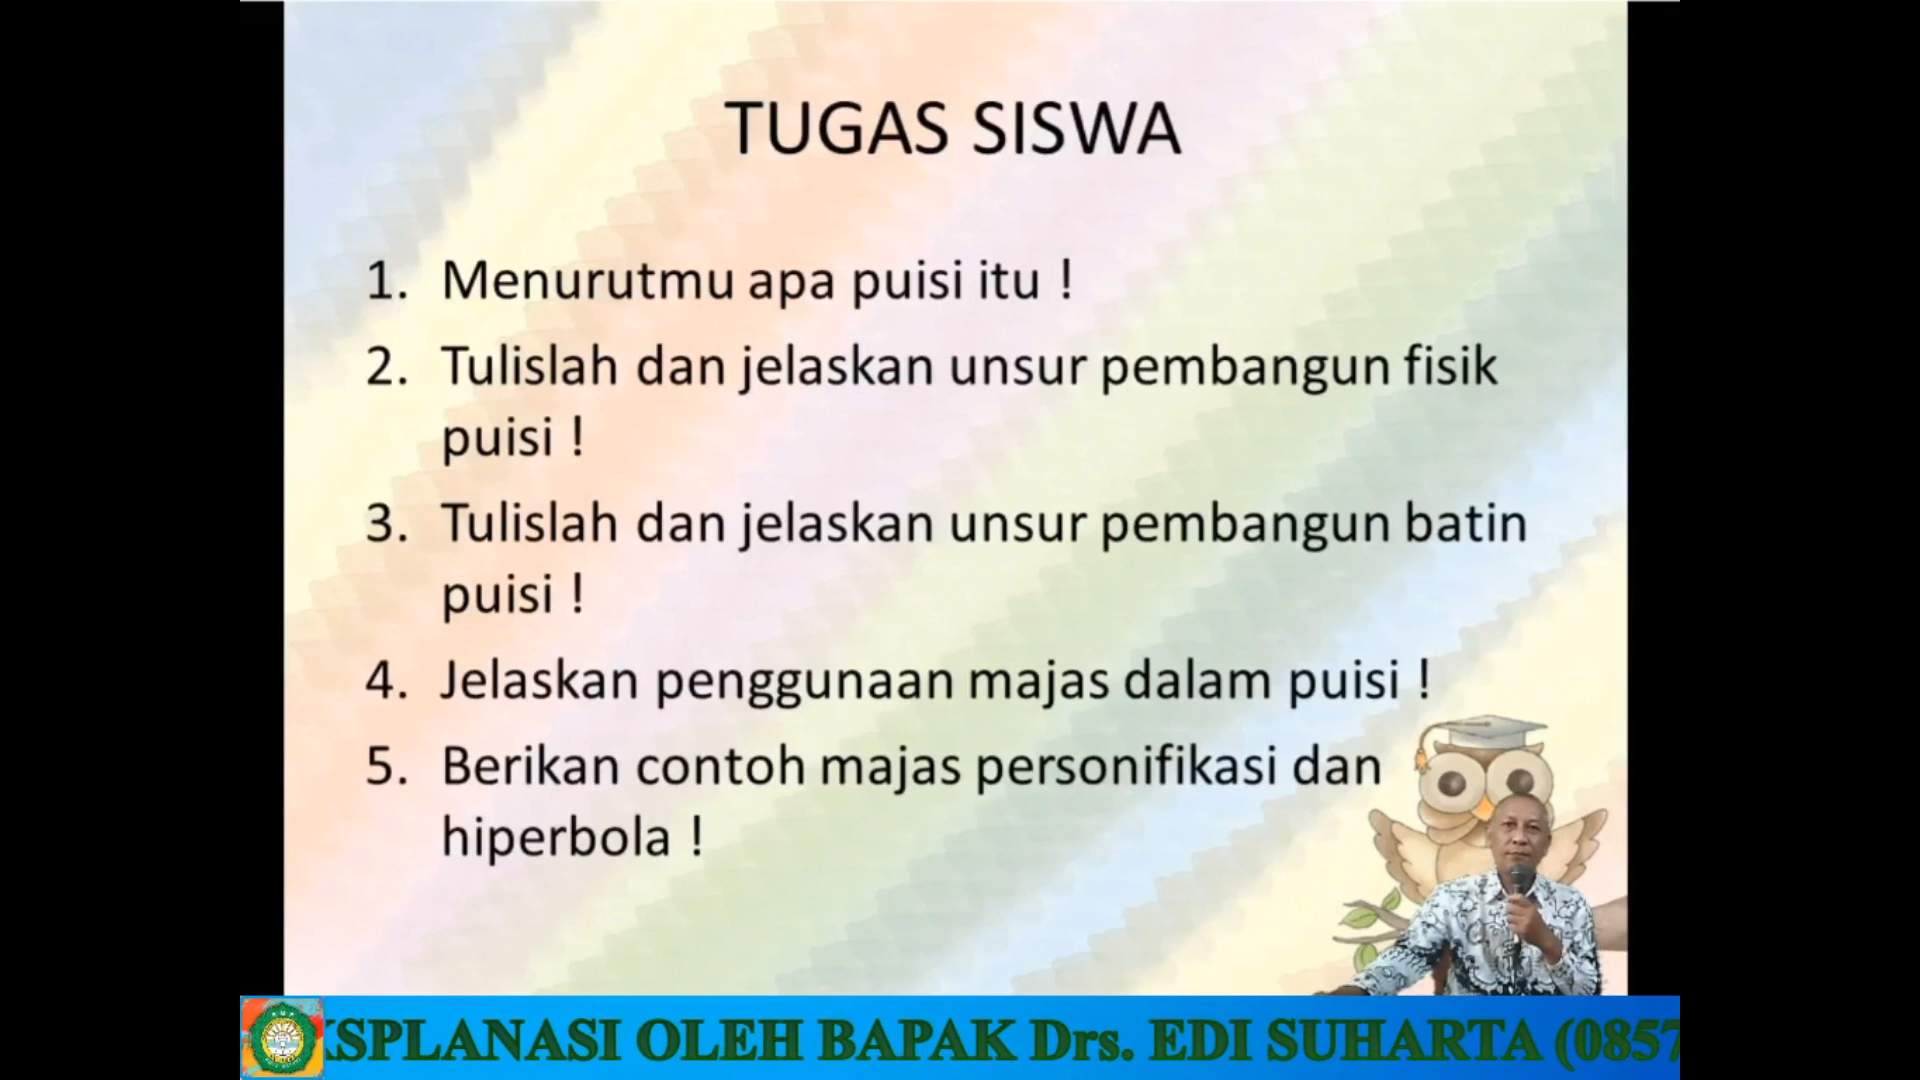 TUGAS SISWA
1. Menurutmu apa puisi itu !
2. Tulislah dan jelaskan unsur pembangun fisik
puisi !
3. Tulislah dan jelaskan unsur pembangun batin
puisi !
4. Jelaskan penggunaan majas dalam puisi !
5. Berikan contoh majas personifikasi dan
hiperbola !
KSPLANASI OLEH BAPAK Drs. EDI SUHARTA (0857